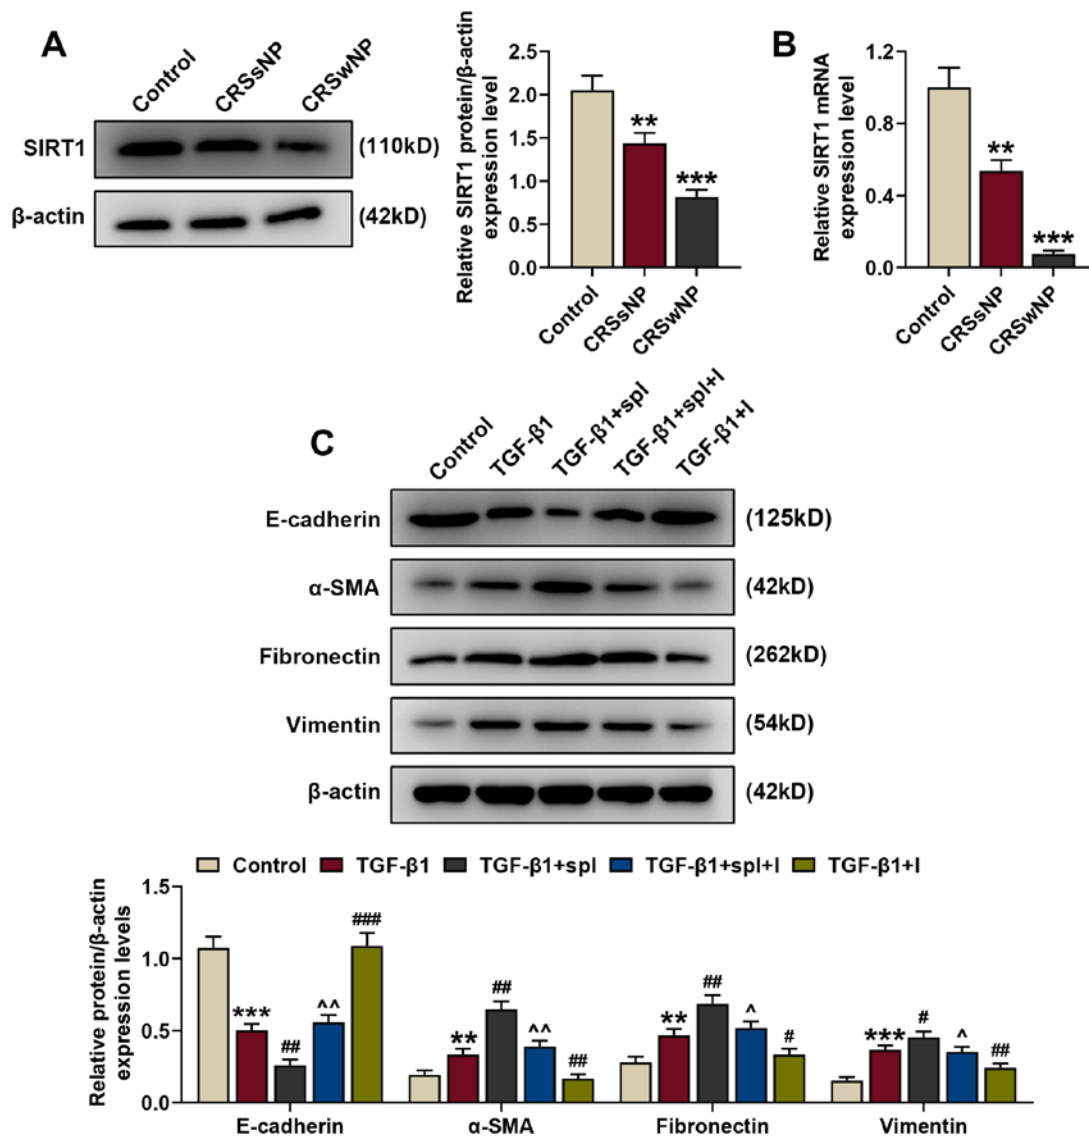 A
Control
CRSsNP
CRSwNP
SIRT1
(110kD)
β-actin
(42kD)
Relative SIRT1 protein/β-actin
expression level
2.5
2.0
1.5
1.0
0.5
0.0
**
***
Control
CRSsNP
CRSwNP
B
Relative SIRT1 mRNA
expression level
1.2
0.8
0.4
0.0
**
***
Control
CRSsNP
CRSwNP
C
Control
TGF-β1
TGF-β1+spl
TGF-β1+spl+I
TGF-β1+I
E-cadherin
(125kD)
α-SMA
(42kD)
Fibronectin
(262kD)
Vimentin
(54kD)
β-actin
(42kD)
Control TGF-β1 TGF-β1+spl TGF-β1+spl+I TGF-β1+I
Relative protein/β-actin
expression levels
1.5
1.0
0.5
0.0
*** ## ^^ ###
** ## ^^ ##
** ## ^ #
*** # ^ ##
E-cadherin α-SMA Fibronectin Vimentin